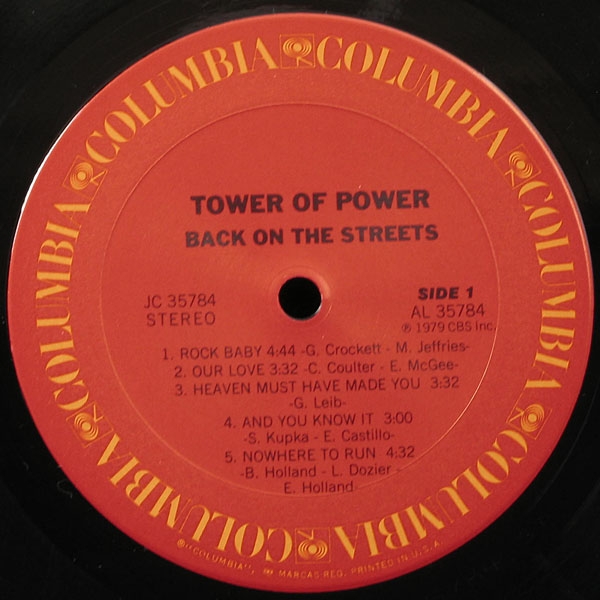 COLUMBIA COLUMBIA COLUMBIA COLUMBIA COLUMBIA COLUMBIA
TOWER OF POWER
BACK ON THE STREETS
JC 35784
STEREO
SIDE 1
AL 35784
℗ 1979 CBS Inc.
1. ROCK BABY 4:44 -G. Crockett - M. Jeffries-
2. OUR LOVE 3:32 -C. Coulter - E. McGee-
3. HEAVEN MUST HAVE MADE YOU 3:32
-G. Leib-
4. AND YOU KNOW IT 3:00
-S. Kupka - E. Castillo-
5. NOWHERE TO RUN 4:32
-B. Holland - L. Dozier -
E. Holland-
®"COLUMBIA", MARCAS REG. PRINTED IN U.S.A.